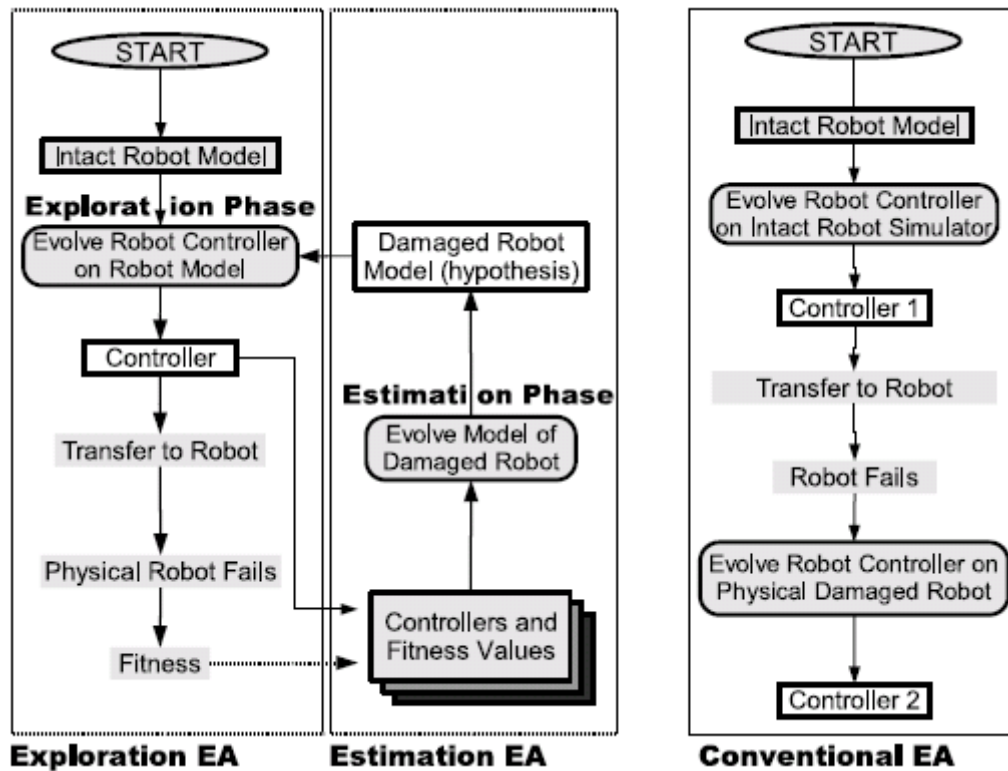 START
Intact Robot Model
Explorat ion Phase
Evolve Robot Controller
on Robot Model
Controller
Transfer to Robot
Physical Robot Fails
Fitness
Exploration EA
Damaged Robot
Model (hypothesis)
Estimati on Phase
Evolve Model of
Damaged Robot
Controllers and
Fitness Values
Estimation EA
START
Intact Robot Model
Evolve Robot Controller
on Intact Robot Simulator
Controller 1
Transfer to Robot
Robot Fails
Evolve Robot Controller on
Physical Damaged Robot
Controller 2
Conventional EA